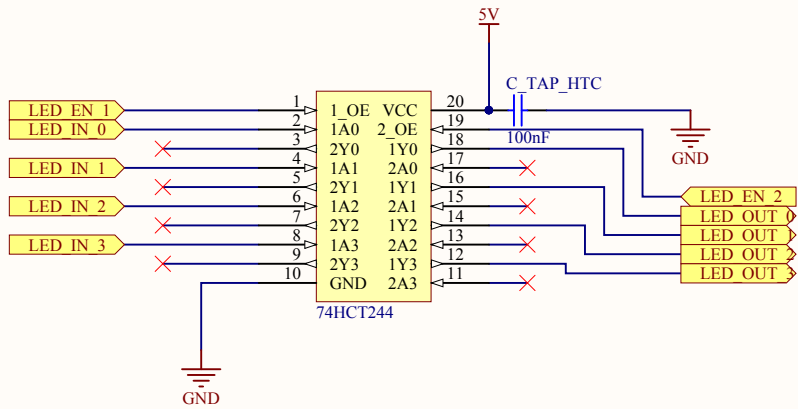 5V
C_TAP_HTC
100nF
GND
LED_EN_1
LED_IN_0
LED_IN_1
LED_IN_2
LED_IN_3
1 1_OE VCC 20
2 1A0 2_OE 19
3 2Y0 1Y0 18
4 1A1 2A0 17
5 2Y1 1Y1 16
6 1A2 2A1 15
7 2Y2 1Y2 14
8 1A3 2A2 13
9 2Y3 1Y3 12
10 GND 2A3 11
74HCT244
LED_EN_2
LED_OUT_0
LED_OUT_
LED_OUT_2
LED_OUT_3
GND